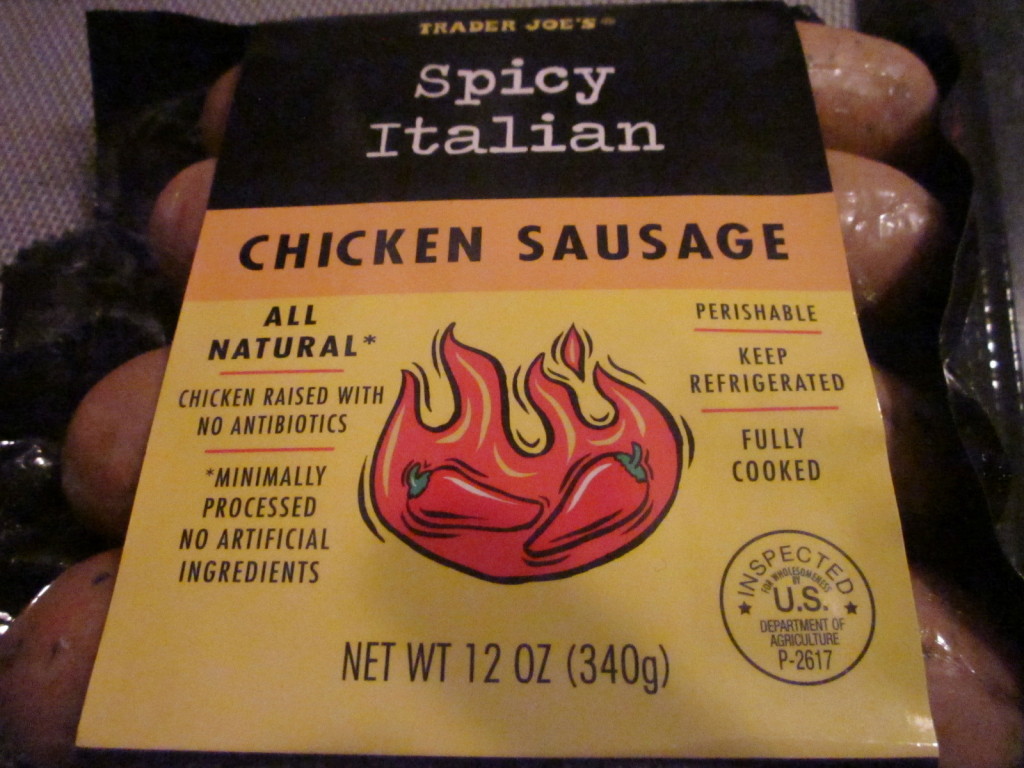 TRADER JOE'S®
Spicy
Italian
CHICKEN SAUSAGE
ALL
NATURAL*
CHICKEN RAISED WITH
NO ANTIBIOTICS
*MINIMALLY
PROCESSED
NO ARTIFICIAL
INGREDIENTS
PERISHABLE
KEEP
REFRIGERATED
FULLY
COOKED
INSPECTED
FOR WHOLESOMENESS
BY
U.S.
DEPARTMENT OF
AGRICULTURE
P-2617
NET WT 12 OZ (340g)